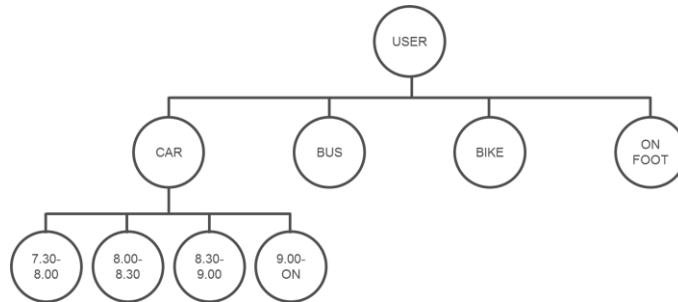 USER
CAR
BUS
BIKE
ON
FOOT
7.30-
8.00
8.00-
8.30
8.30-
9.00
9.00-
ON